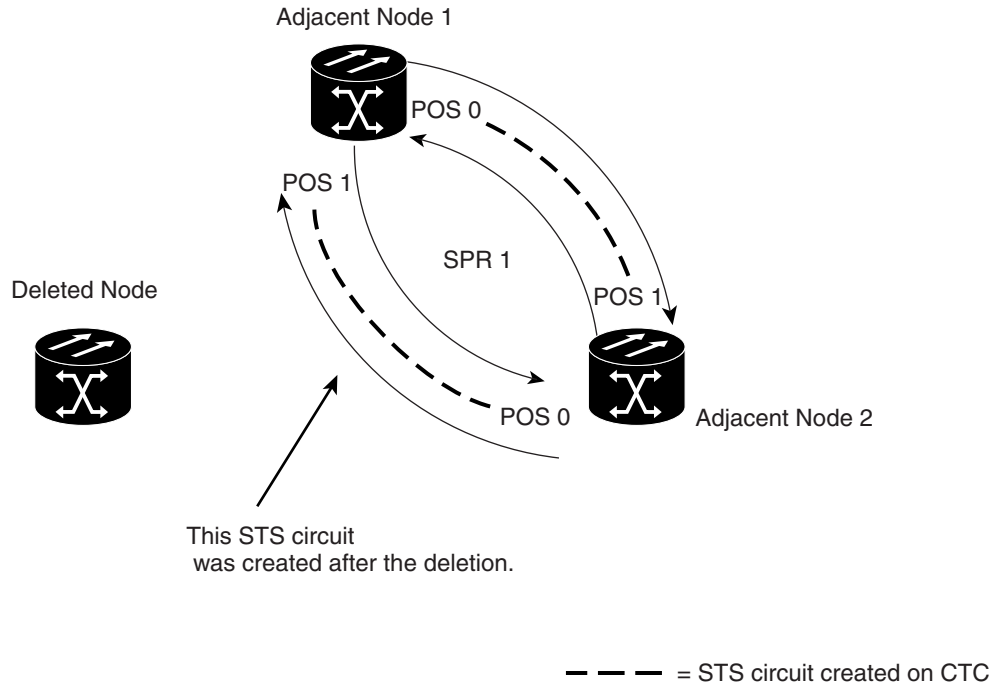 Adjacent Node 1
POS 0
POS 1
SPR 1
Deleted Node
POS 1
POS 0
Adjacent Node 2
This STS circuit
was created after the deletion.
= STS circuit created on CTC